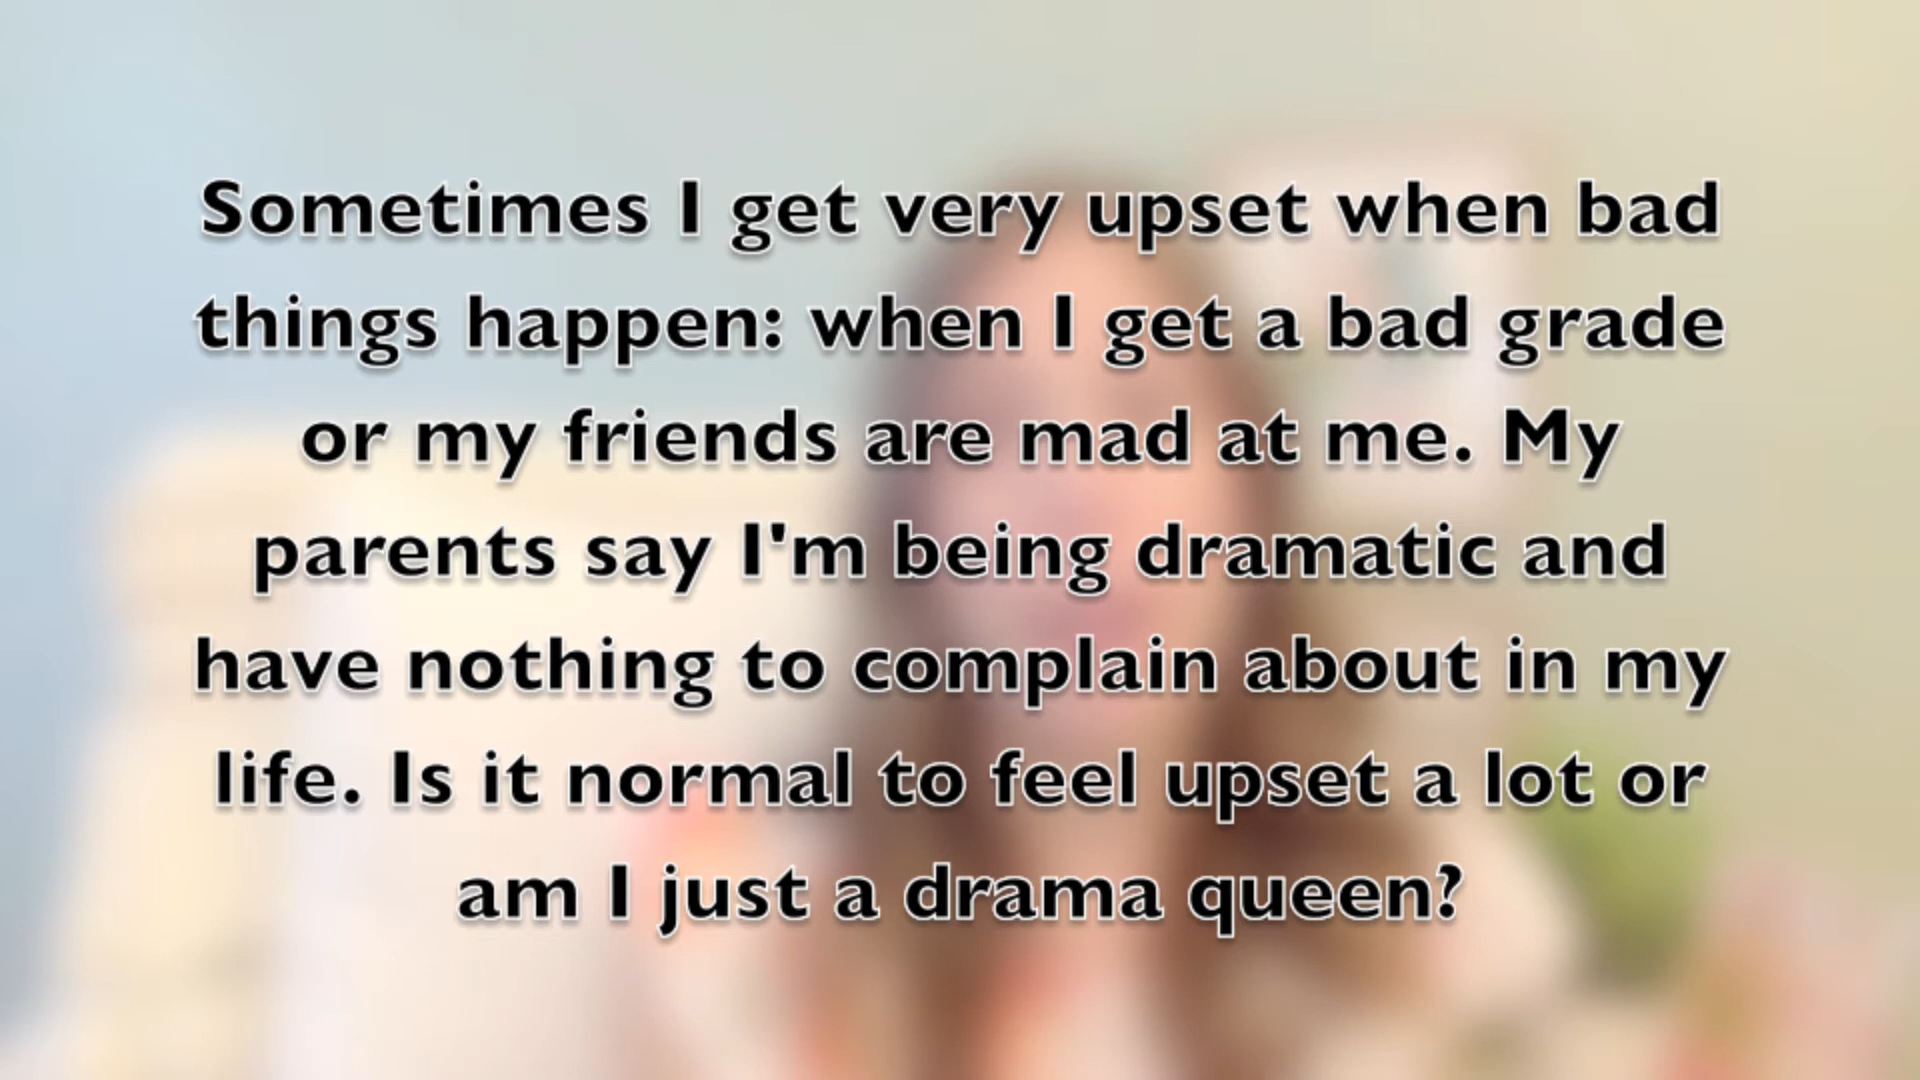 Sometimes I get very upset when bad
things happen: when I get a bad grade
or my friends are mad at me. My
parents say I'm being dramatic and
have nothing to complain about in my
life. Is it normal to feel upset a lot or
am I just a drama queen?